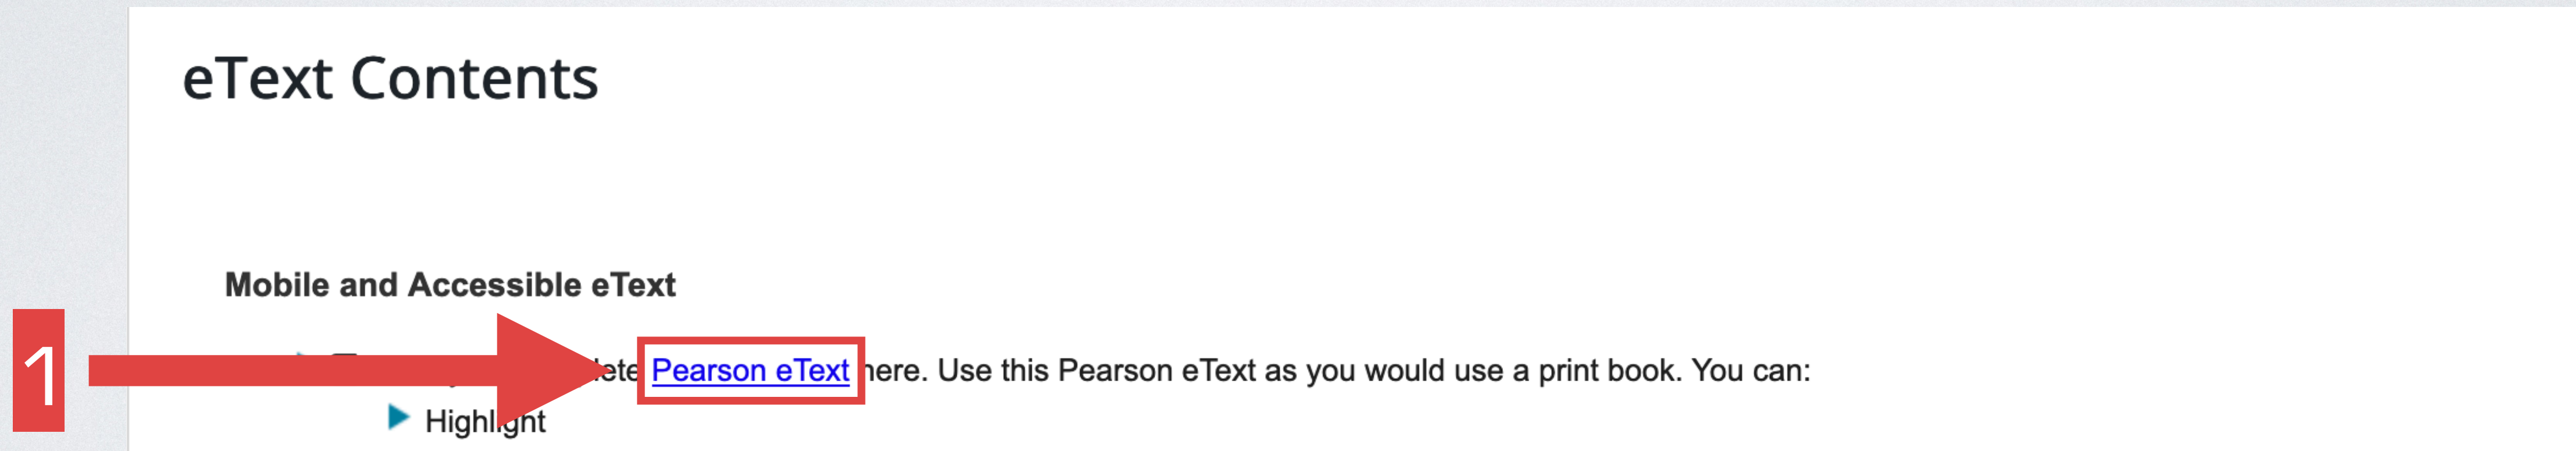 eText Contents
Mobile and Accessible eText
1
Pearson eText here. Use this Pearson eText as you would use a print book. You can:
Highlight